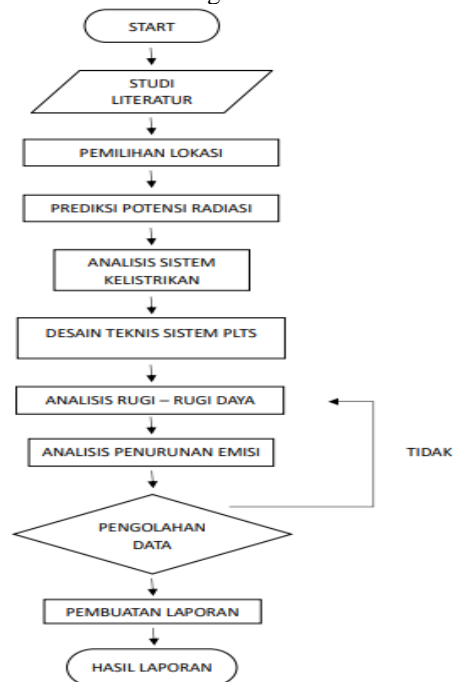 START
STUDI
LITERATUR
PEMILIHAN LOKASI
PREDIKSI POTENSI RADIASI
ANALISIS SISTEM
KELISTRIKAN
DESAIN TEKNIS SISTEM PLTS
ANALISIS RUGI – RUGI DAYA
ANALISIS PENURUNAN EMISI
TIDAK
PENGOLAHAN
DATA
PEMBUATAN LAPORAN
HASIL LAPORAN